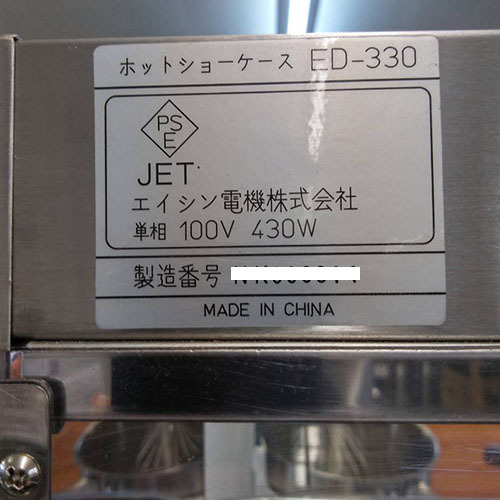 ホットショーケース ED-330
PS
E
JET
エイシン電機株式会社
単相 100V 430W
製造番号
MADE IN CHINA